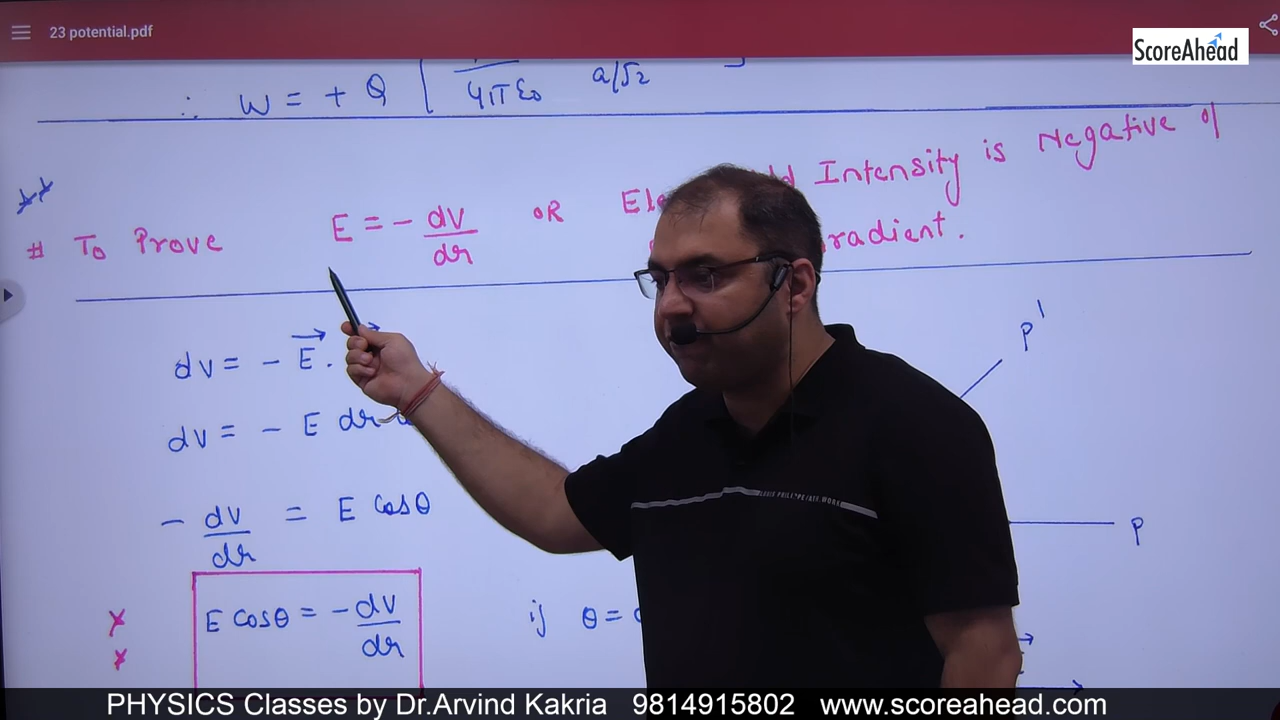 23 potential.pdf
ScoreAhead
∴ W = + Q [ 4πε₀ a/√2 ]
# To Prove E = - dv/dr OR Intensity is Negative of
radient.
dv = - E⃗ .
dv = - E dr
- dv/dr = E Cosθ
E Cosθ = - dv/dr if θ =
P'
P
PHYSICS Classes by Dr.Arvind Kakria 9814915802 www.scoreahead.com